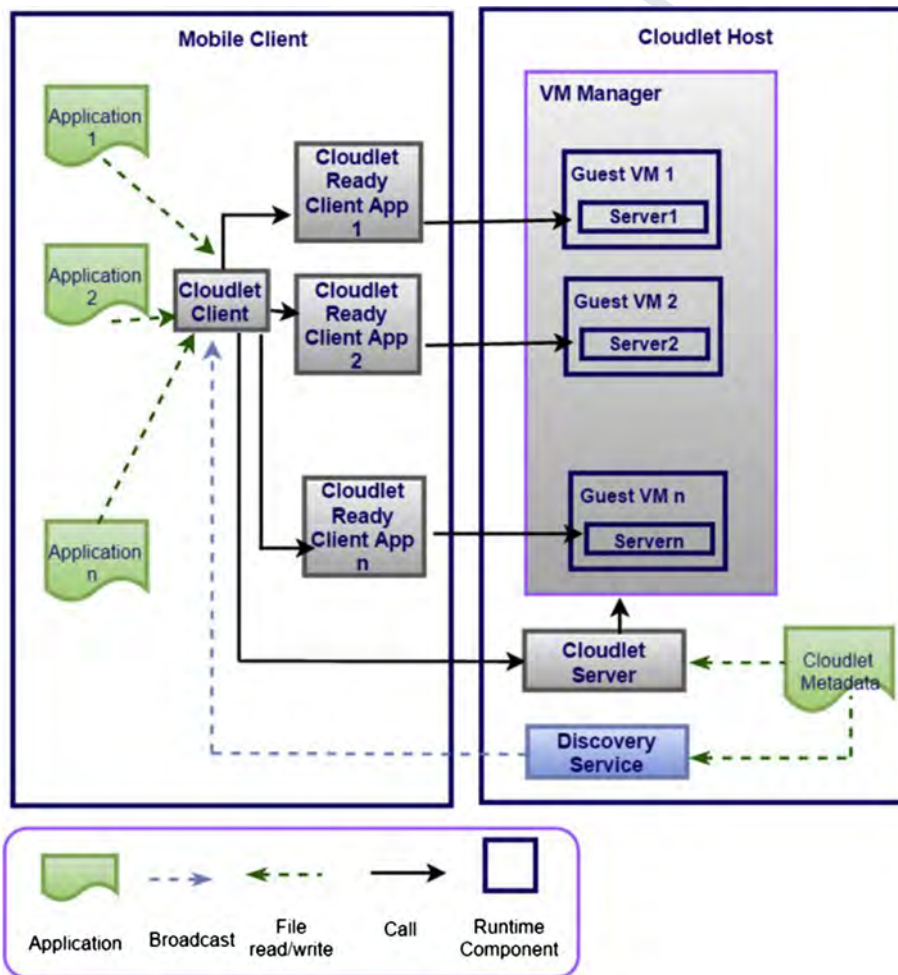 Mobile Client
Cloudlet Host
VM Manager
Application
1
Cloudlet
Ready
Client App
1
Guest VM 1
Server1
Application
2
Cloudlet
Client
Cloudlet
Ready
Client App
2
Guest VM 2
Server2
Application
n
Cloudlet
Ready
Client App
n
Guest VM n
Servern
Cloudlet
Server
Cloudlet
Metadata
Discovery
Service
Application
Broadcast
File
read/write
Call
Runtime
Component